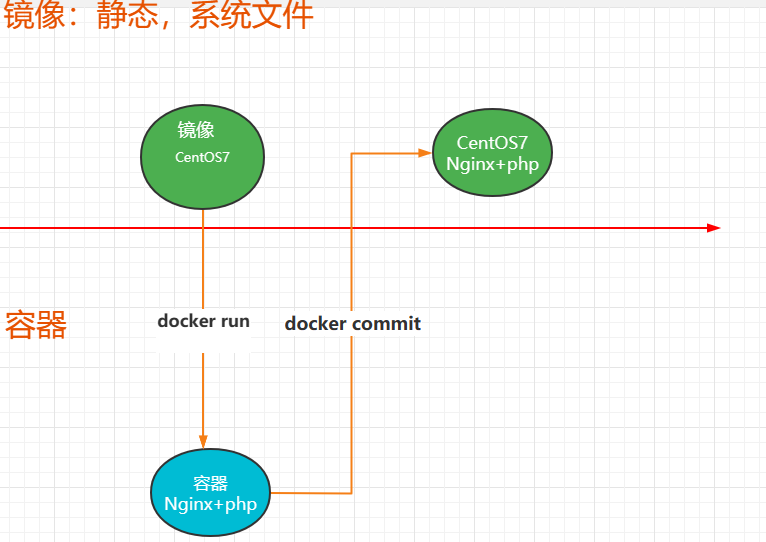 镜像：静态，系统文件
镜像
CentOS7
CentOS7
Nginx+php
容器
docker run
docker commit
容器
Nginx+php